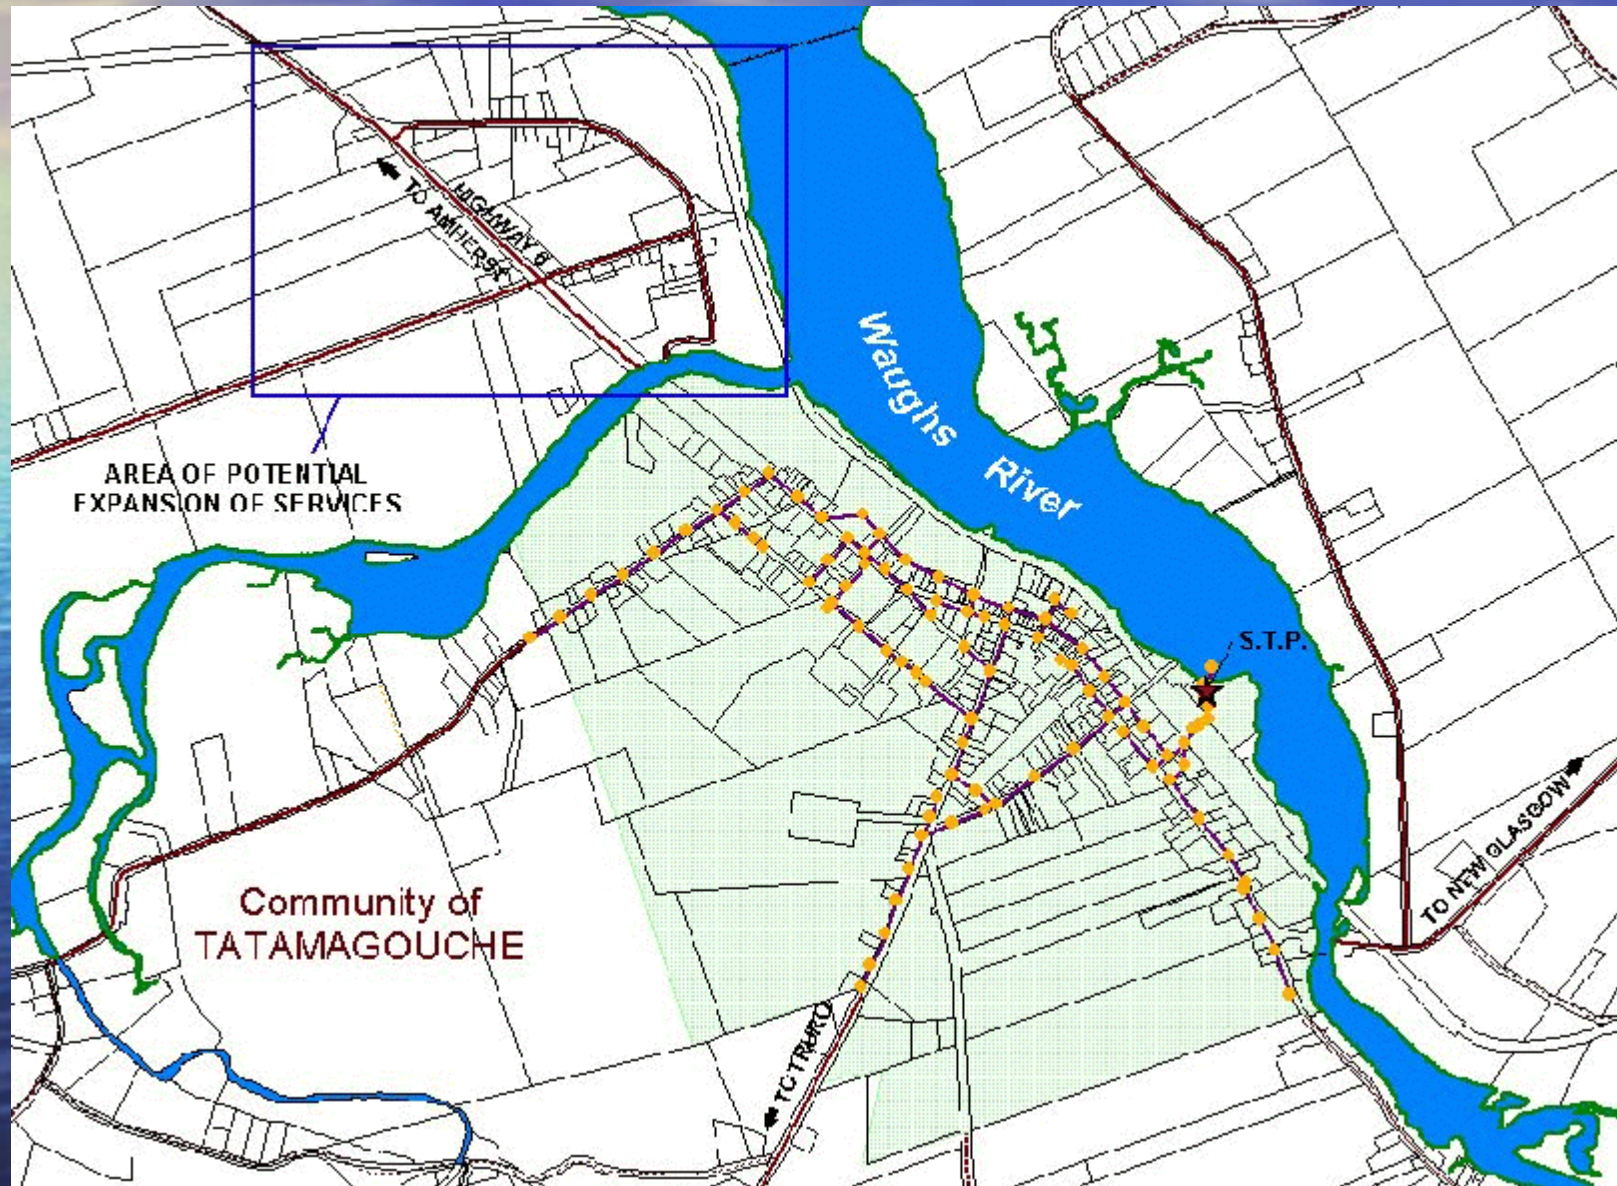 HIGHWAY 6
TO AMHERST
Waughs
River
AREA OF POTENTIAL
EXPANSION OF SERVICES
S.T.P.
TO NEW GLASGOW
Community of
TATAMAGOUCHE
TO TRURO